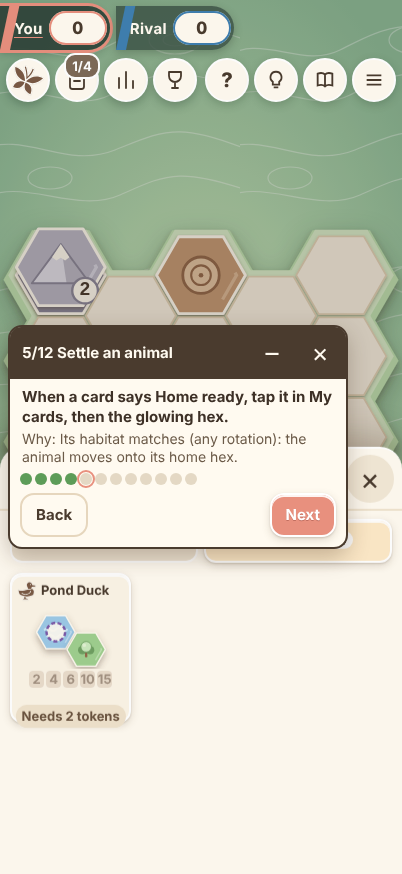 You 0
Rival 0
1/4
?
2
5/12 Settle an animal
When a card says Home ready, tap it in My
cards, then the glowing hex.
Why: Its habitat matches (any rotation): the
animal moves onto its home hex.
Back
Next
Pond Duck
2 4 6 10 15
Needs 2 tokens